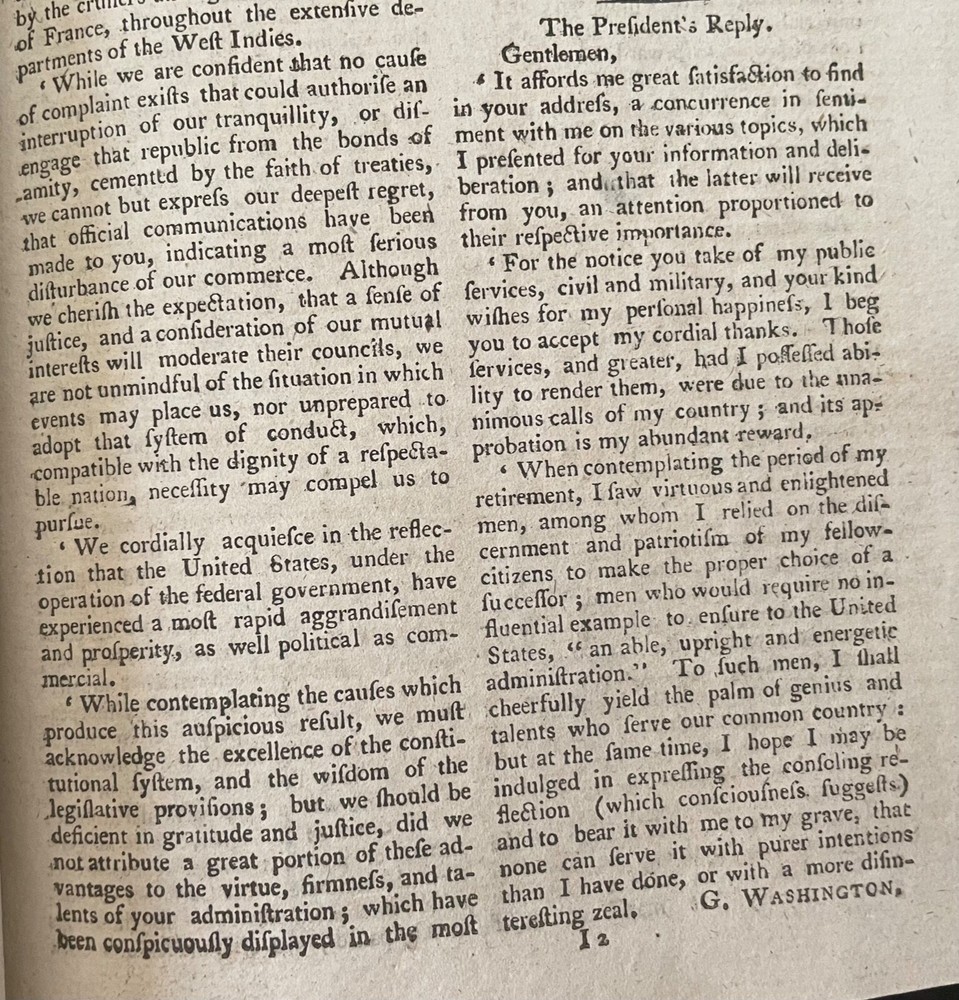 by the cruisers
of France, throughout the extenſive de-
partments of the Weſt Indies.
‘ While we are confident that no cauſe
of complaint exiſts that could authoriſe an
interruption of our tranquillity, or diſ-
engage that republic from the bonds of
amity, cemented by the faith of treaties,
we cannot but expreſs our deepeſt regret,
that official communications have been
made to you, indicating a moſt ſerious
diſturbance of our commerce. Although
we cheriſh the expectation, that a ſenſe of
juſtice, and a conſideration of our mutual
intereſts will moderate their councils, we
are not unmindful of the ſituation in which
events may place us, nor unprepared to
adopt that ſyſtem of conduct, which,
compatible with the dignity of a reſpecta-
ble nation, neceſſity may compel us to
purſue.
‘ We cordially acquieſce in the reflec-
tion that the United States, under the
operation of the federal government, have
experienced a moſt rapid aggrandiſement
and proſperity, as well political as com-
mercial.
‘ While contemplating the cauſes which
produce this auſpicious reſult, we muſt
acknowledge the excellence of the conſti-
tutional ſyſtem, and the wiſdom of the
legiſlative proviſions; but we ſhould be
deficient in gratitude and juſtice, did we
not attribute a great portion of theſe ad-
vantages to the virtue, firmneſs, and ta-
lents of your adminiſtration; which have
been conſpicuouſly diſplayed in the moſt
The Preſident's Reply.
Gentlemen,
‘ It affords me great ſatisfaction to find
in your addreſs, a concurrence in ſenti-
ment with me on the various topics, which
I preſented for your information and deli-
beration; and that the latter will receive
from you, an attention proportioned to
their reſpective importance.
‘ For the notice you take of my public
ſervices, civil and military, and your kind
wiſhes for my perſonal happineſs, I beg
you to accept my cordial thanks. Thoſe
ſervices, and greater, had I poſſeſſed abi-
lity to render them, were due to the una-
nimous calls of my country; and its ap-
probation is my abundant reward.
‘ When contemplating the period of my
retirement, I ſaw virtuous and enlightened
men, among whom I relied on the diſ-
cernment and patriotiſm of my fellow-
citizens to make the proper choice of a
ſucceſſor; men who would require no in-
fluential example to enſure to the United
States, “ an able, upright and energetic
adminiſtration.” To ſuch men, I ſhall
cheerfully yield the palm of genius and
talents who ſerve our common country:
but at the ſame time, I hope I may be
indulged in expreſſing the conſoling re-
flection (which conſciouſneſs ſuggeſts)
and to bear it with me to my grave, that
none can ſerve it with purer intentions
than I have done, or with a more diſin-
tereſting zeal. G. WASHINGTON.
I 2